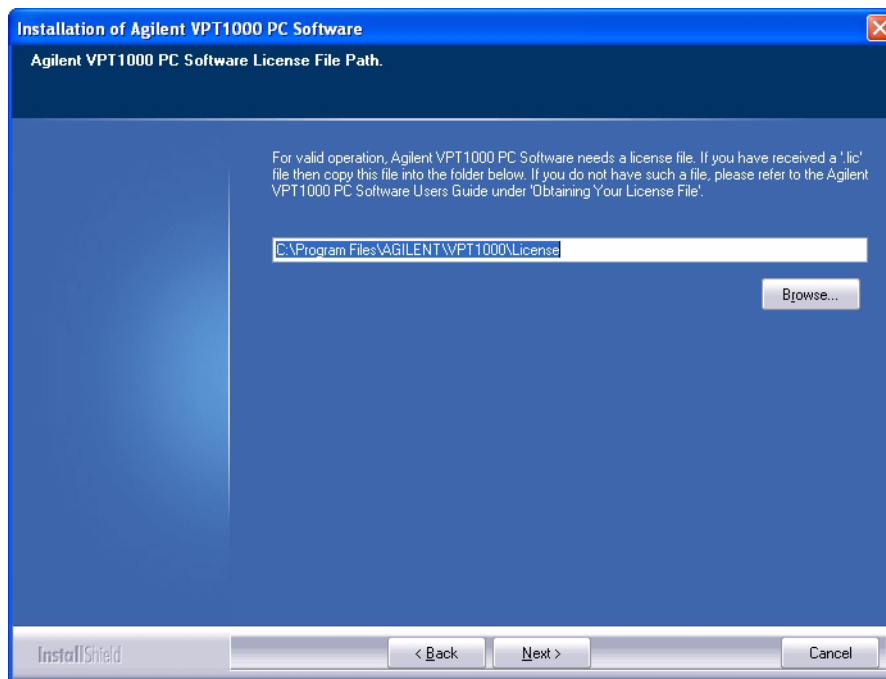 Installation of Agilent VPT1000 PC Software
Agilent VPT1000 PC Software License File Path.
For valid operation, Agilent VPT1000 PC Software needs a license file. If you have received a '.lic'
file then copy this file into the folder below. If you do not have such a file, please refer to the Agilent
VPT1000 PC Software Users Guide under 'Obtaining Your License File'.
C:\Program Files\AGILENT\VPT1000\License
Browse...
InstallShield
< Back
Next >
Cancel